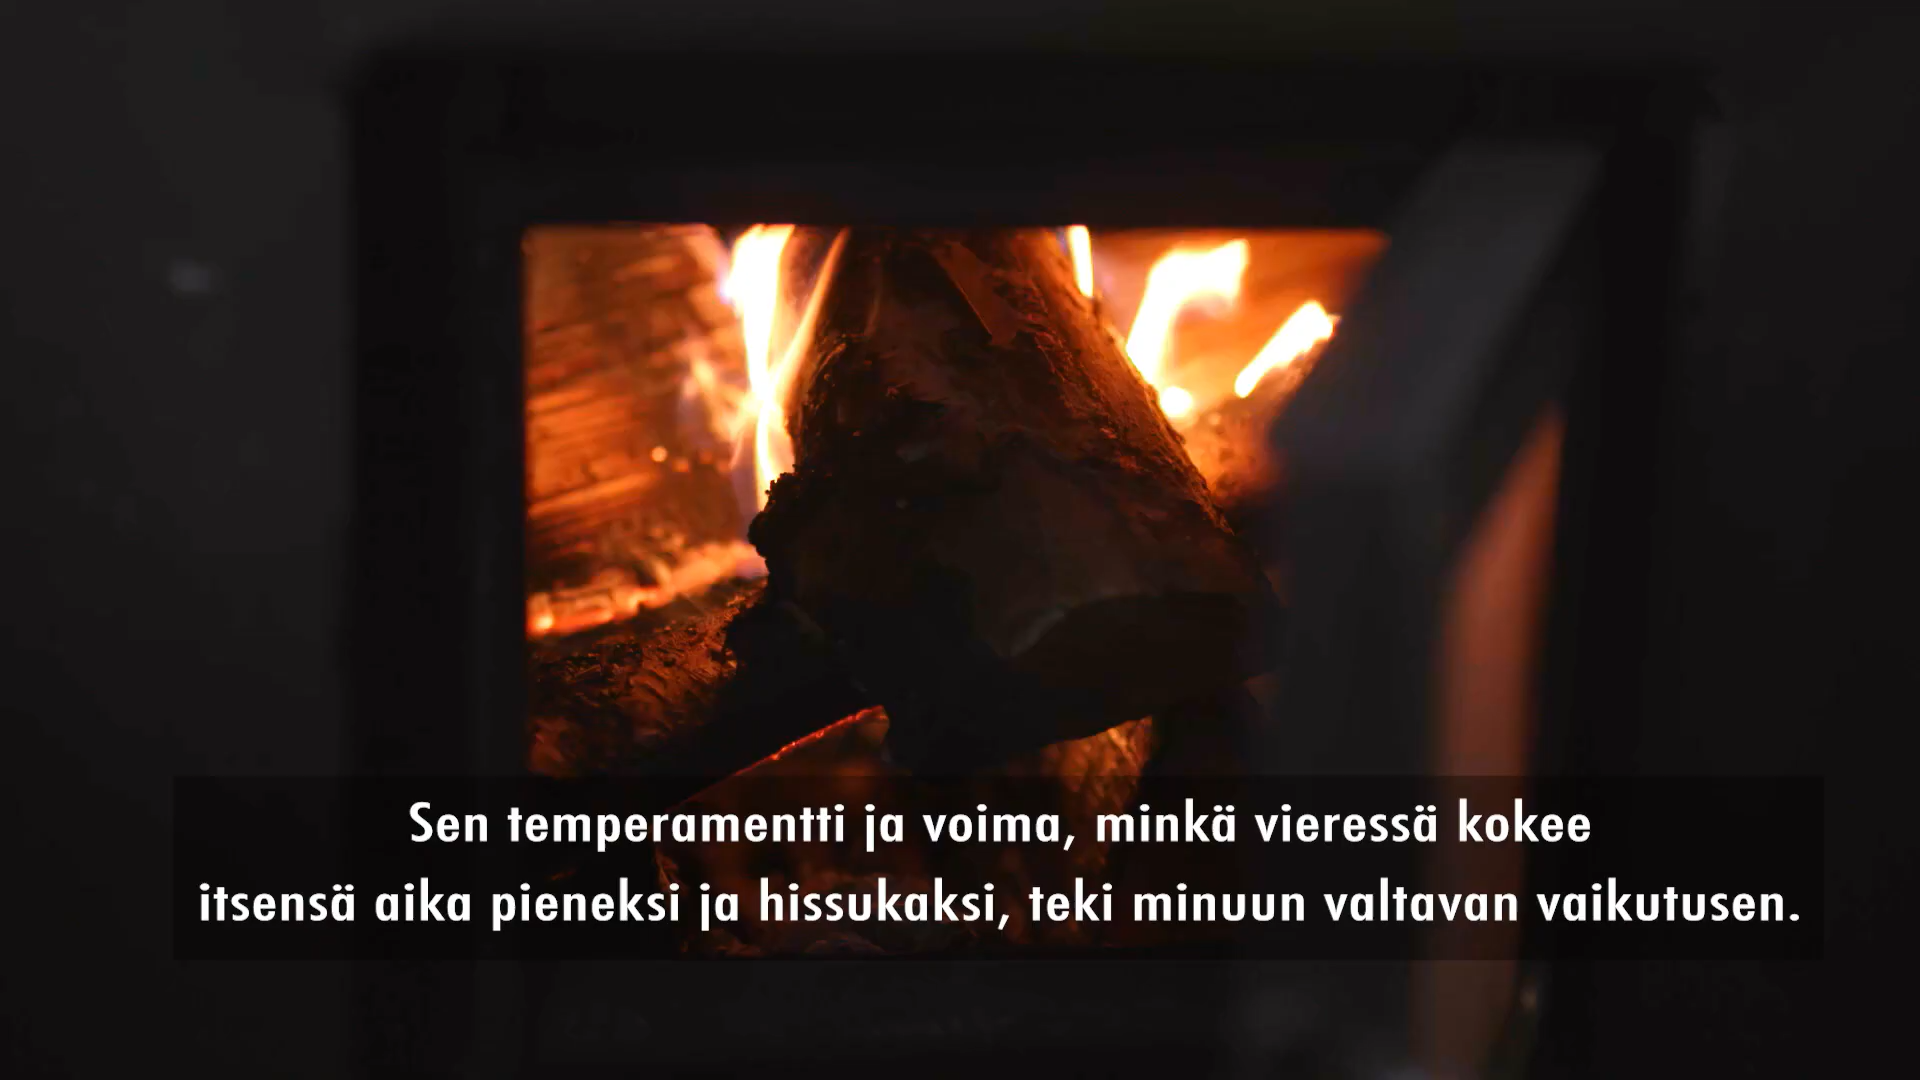 Sen temperamentti ja voima, minkä vieressä kokee
itsensä aika pieneksi ja hissukaksi, teki minuun valtavan vaikutusen.